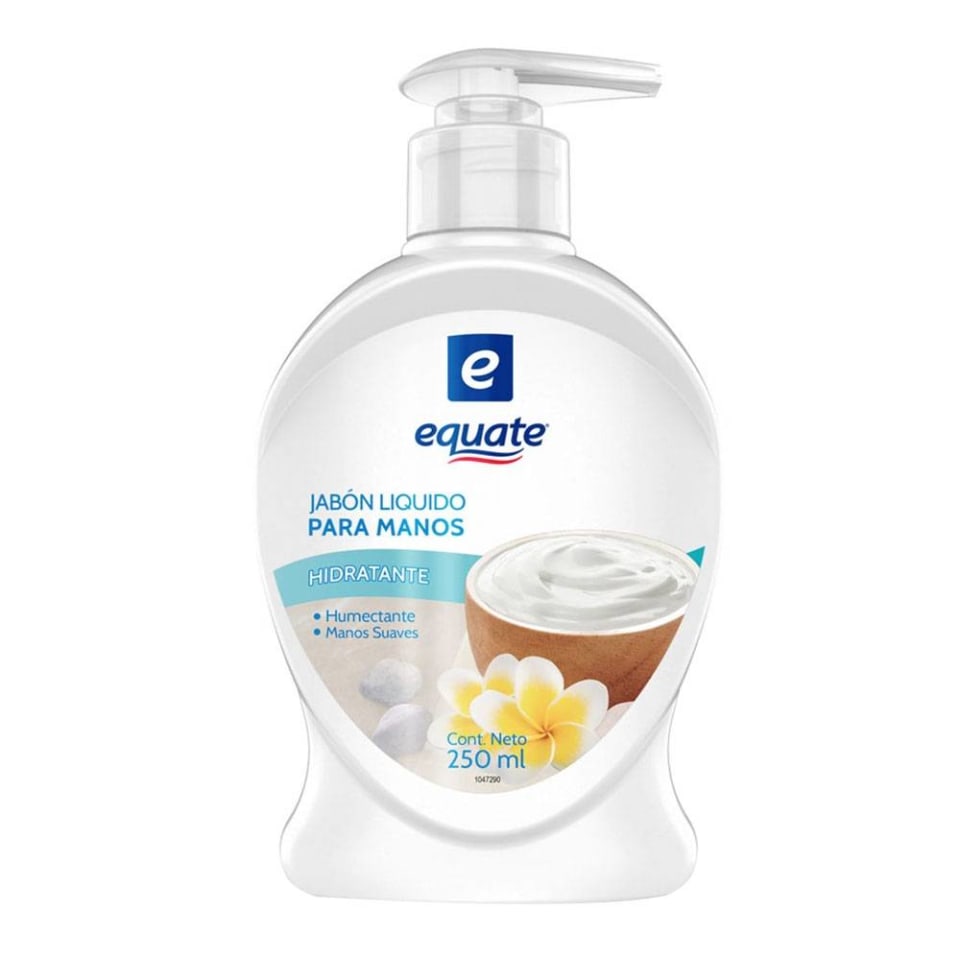 e
equate
JABÓN LIQUIDO
PARA MANOS
HIDRATANTE
• Humectante
• Manos Suaves
Cont. Neto
250 ml
1047290